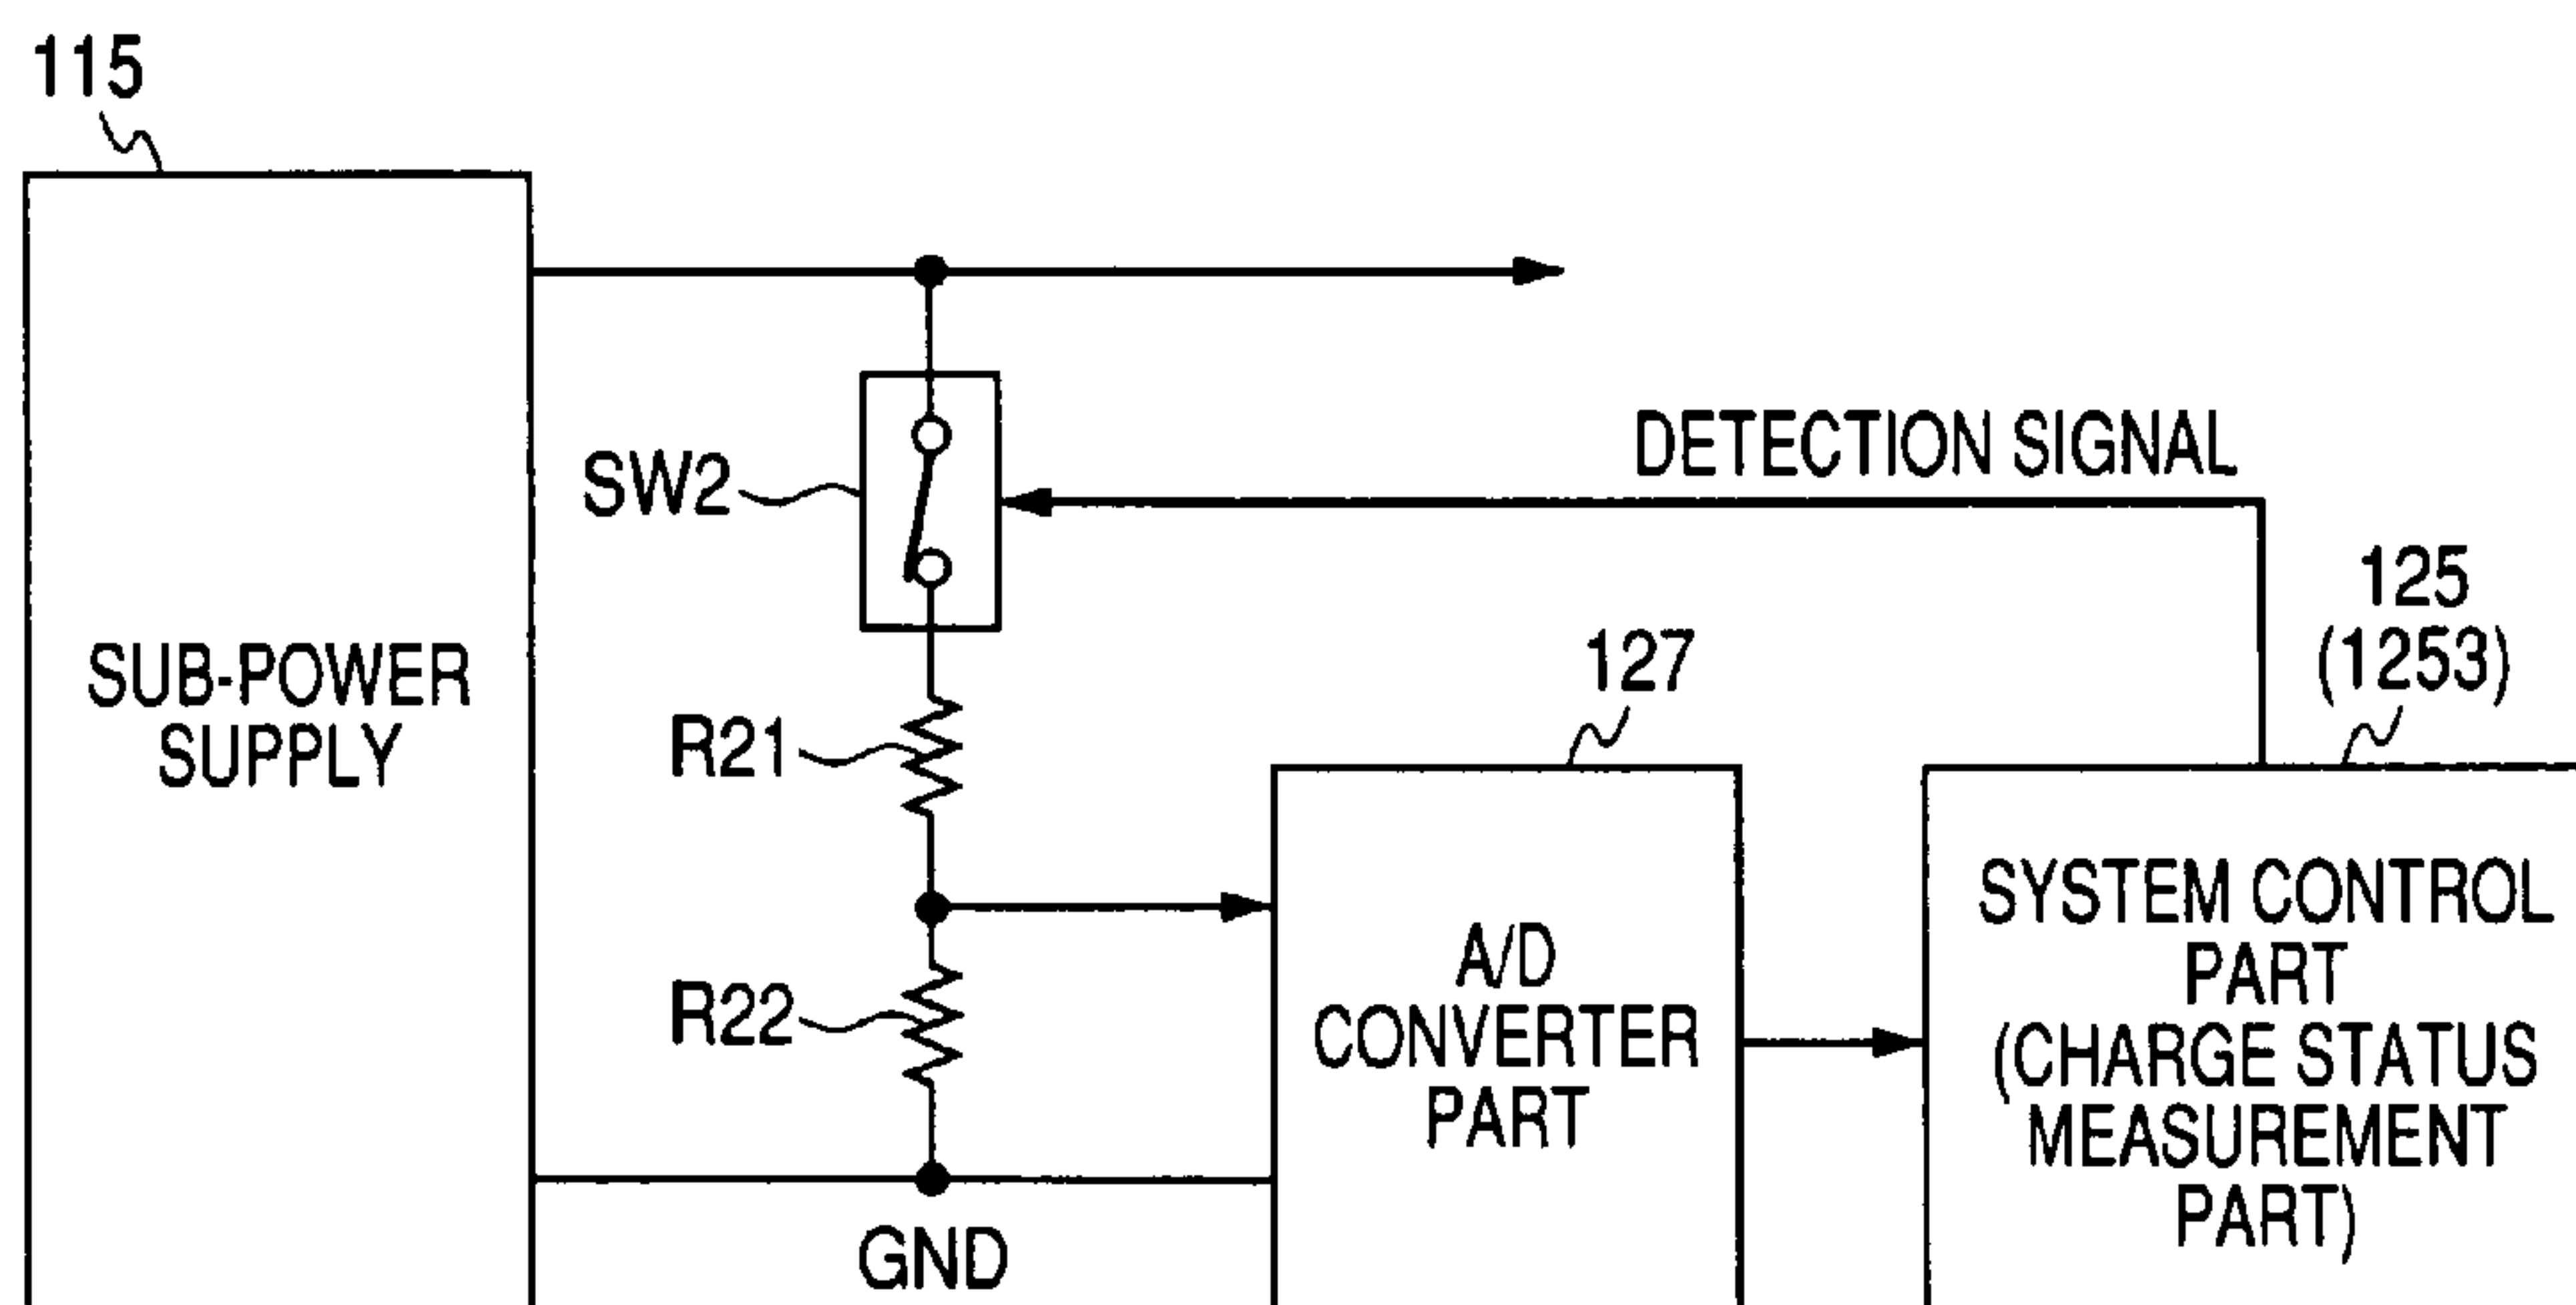 115
SW2
DETECTION SIGNAL
125
(1253)
127
SUB-POWER
SUPPLY
R21
R22
A/D
CONVERTER
PART
SYSTEM CONTROL
PART
(CHARGE STATUS
MEASUREMENT
PART)
GND